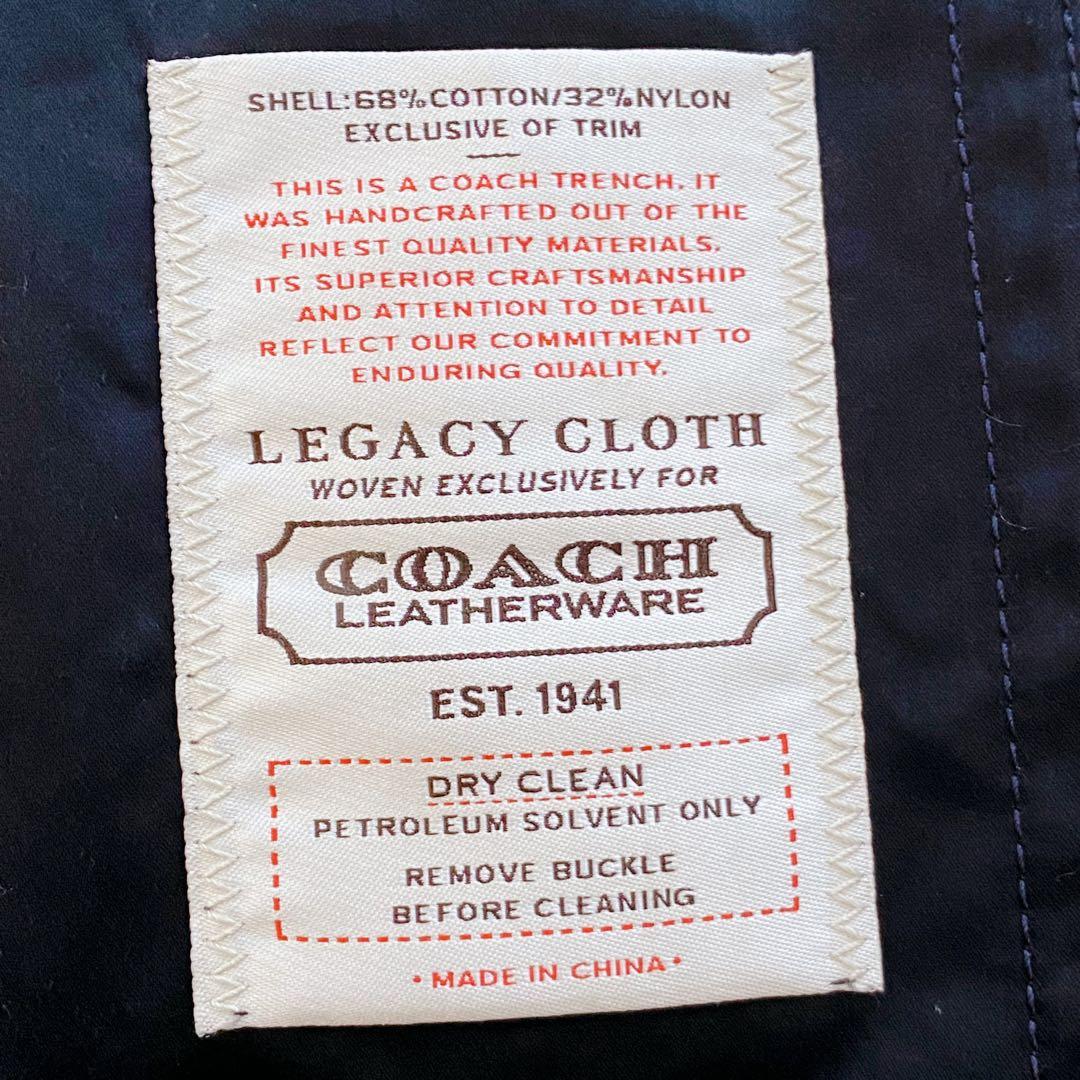 SHELL:68%COTTON/32%NYLON
EXCLUSIVE OF TRIM
THIS IS A COACH TRENCH. IT
WAS HANDCRAFTED OUT OF THE
FINEST QUALITY MATERIALS.
ITS SUPERIOR CRAFTSMANSHIP
AND ATTENTION TO DETAIL
REFLECT OUR COMMITMENT TO
ENDURING QUALITY.
LEGACY CLOTH
WOVEN EXCLUSIVELY FOR
COACH
LEATHERWARE
EST. 1941
DRY CLEAN
PETROLEUM SOLVENT ONLY
REMOVE BUCKLE
BEFORE CLEANING
• MADE IN CHINA •